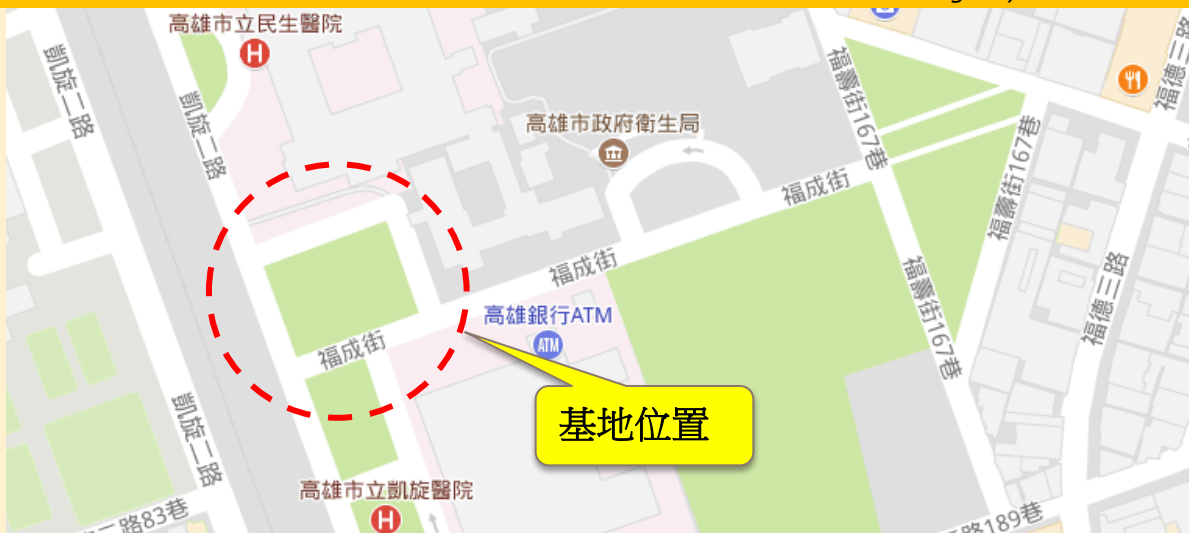 高雄市立民生醫院
凱旋二路
凱旋二路
高雄市政府衛生局
福壽街167巷
福德三路
福壽街167巷
福成街
福成街
福壽街167巷
福德三路
高雄銀行ATM
ATM
福成街
基地位置
凱旋二路
高雄市立凱旋醫院
二路83巷
路189巷